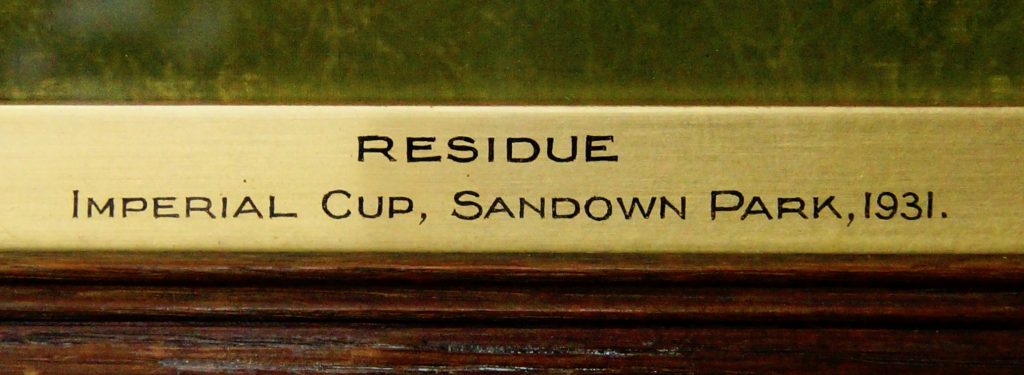 RESIDUE
IMPERIAL CUP, SANDOWN PARK, 1931.